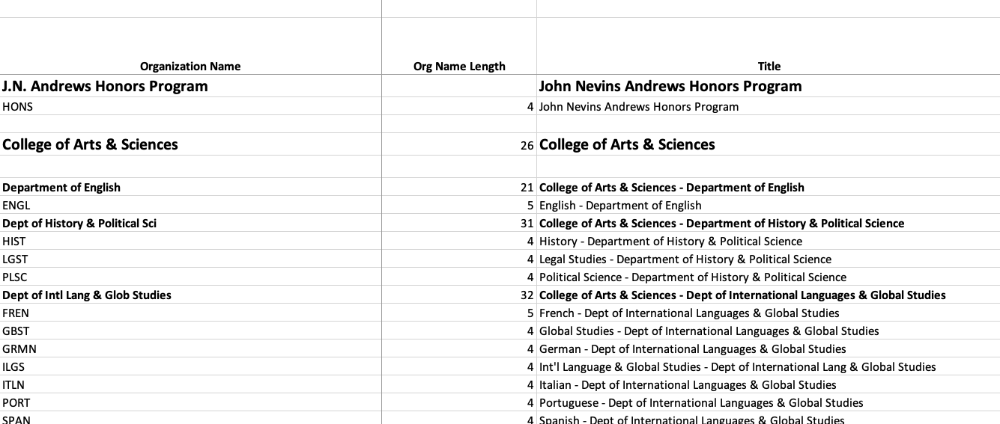 Organization Name Org Name Length Title
J.N. Andrews Honors Program John Nevins Andrews Honors Program
HONS 4 John Nevins Andrews Honors Program
College of Arts & Sciences 26 College of Arts & Sciences
Department of English 21 College of Arts & Sciences - Department of English
ENGL 5 English - Department of English
Dept of History & Political Sci 31 College of Arts & Sciences - Department of History & Political Science
HIST 4 History - Department of History & Political Science
LGST 4 Legal Studies - Department of History & Political Science
PLSC 4 Political Science - Department of History & Political Science
Dept of Intl Lang & Glob Studies 32 College of Arts & Sciences - Dept of International Languages & Global Studies
FREN 5 French - Dept of International Languages & Global Studies
GBST 4 Global Studies - Dept of International Languages & Global Studies
GRMN 4 German - Dept of International Languages & Global Studies
ILGS 4 Int'l Language & Global Studies - Dept of International Lang & Global Studies
ITLN 4 Italian - Dept of International Languages & Global Studies
PORT 4 Portuguese - Dept of International Languages & Global Studies
SPAN 4 Spanish - Dept of International Languages & Global Studies